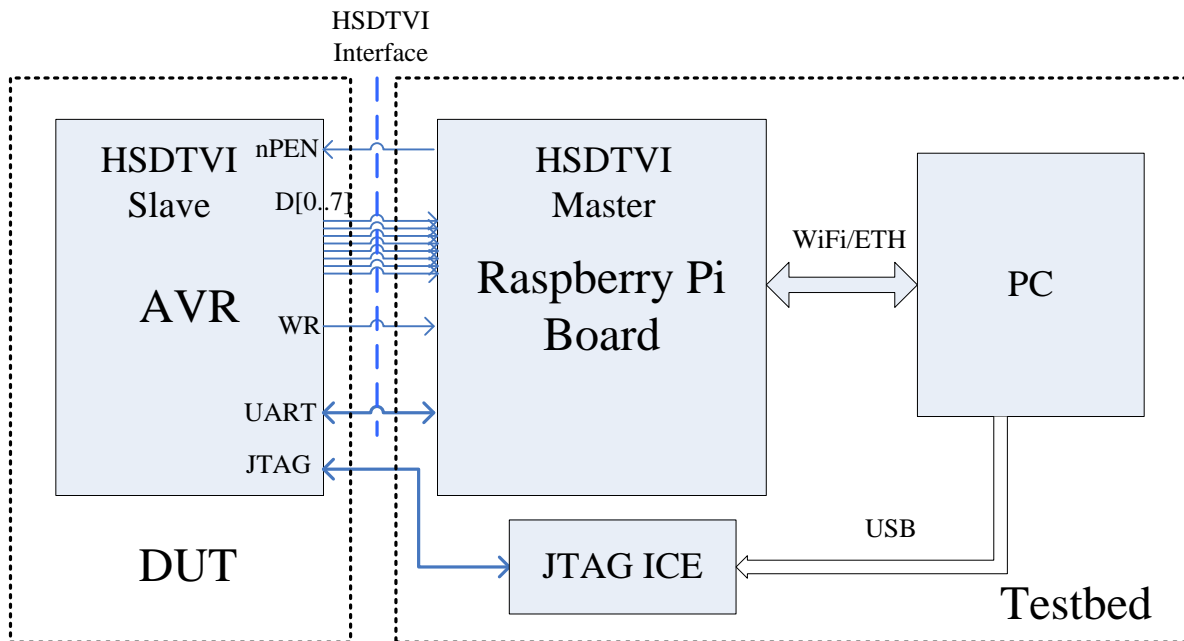 HSDTVI
Interface
HSDTVI
Slave
AVR
nPEN
D[0..7]
WR
UART
JTAG
DUT
HSDTVI
Master
Raspberry Pi
Board
WiFi/ETH
PC
JTAG ICE
USB
Testbed